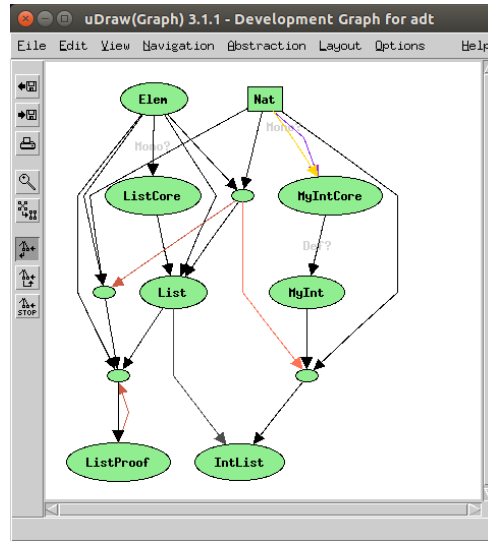 uDraw(Graph) 3.1.1 - Development Graph for adt
File Edit View Navigation Abstraction Layout Options Help
Elem
Nat
Mono?
Mono?
ListCore
MyIntCore
Def?
List
MyInt
STOP
ListProof
IntList